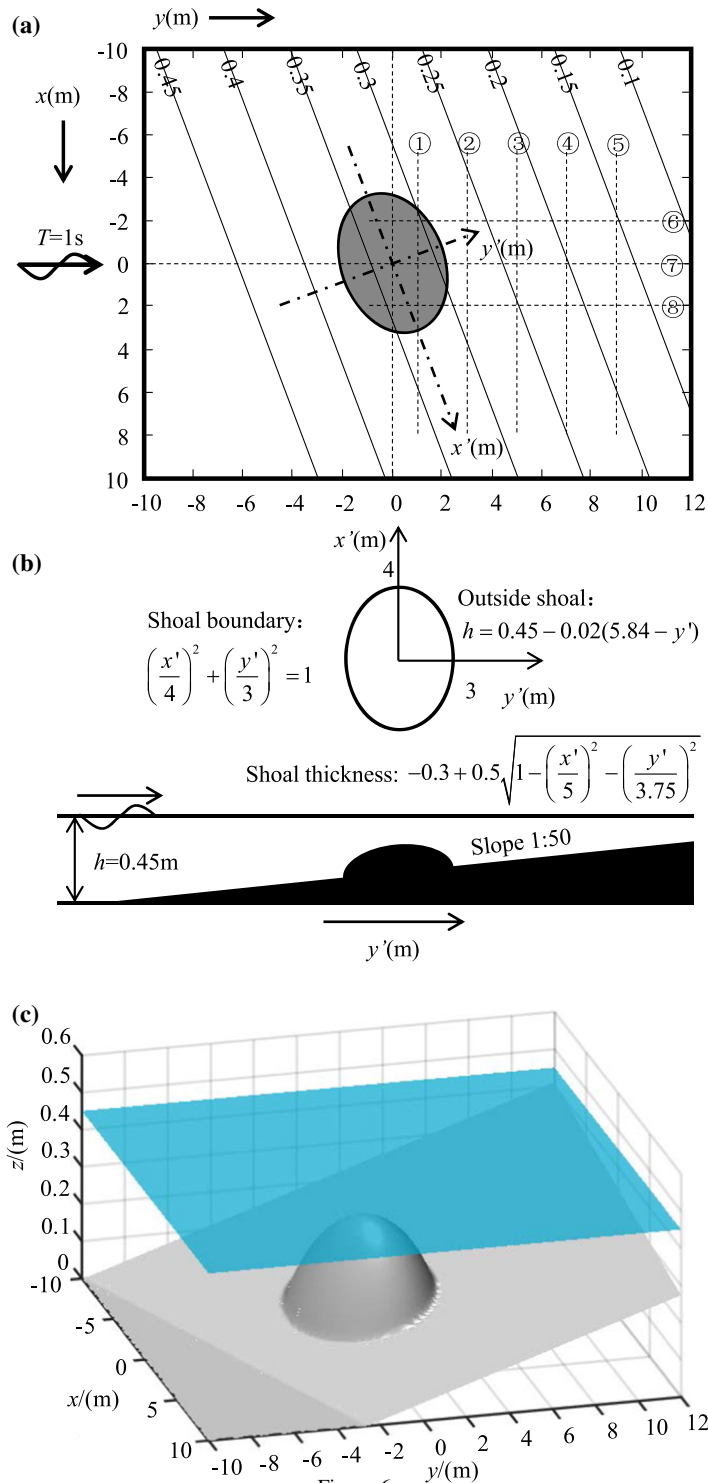 (a)
y(m)
x(m)
T=1s
-10
-8
-6
-4
-2
0
2
4
6
8
10
0.45
0.4
0.35
0.3
0.25
0.2
0.15
0.1
①
②
③
④
⑤
⑥
⑦
⑧
y'(m)
x'(m)
-10 -8 -6 -4 -2 0 2 4 6 8 10 12
(b)
x'(m)
4
3
y'(m)
Shoal boundary:
(x'/4)² + (y'/3)² = 1
Outside shoal:
h = 0.45 − 0.02(5.84 − y')
Shoal thickness: −0.3 + 0.5√(1 − (x'/5)² − (y'/3.75)²)
h=0.45m
Slope 1:50
y'(m)
(c)
z/(m)
0.6
0.5
0.4
0.3
0.2
0.1
0
-10
-5
0
5
10
x/(m)
-10 -8 -6 -4 -2 0 2 4 6 8 10 12
y/(m)